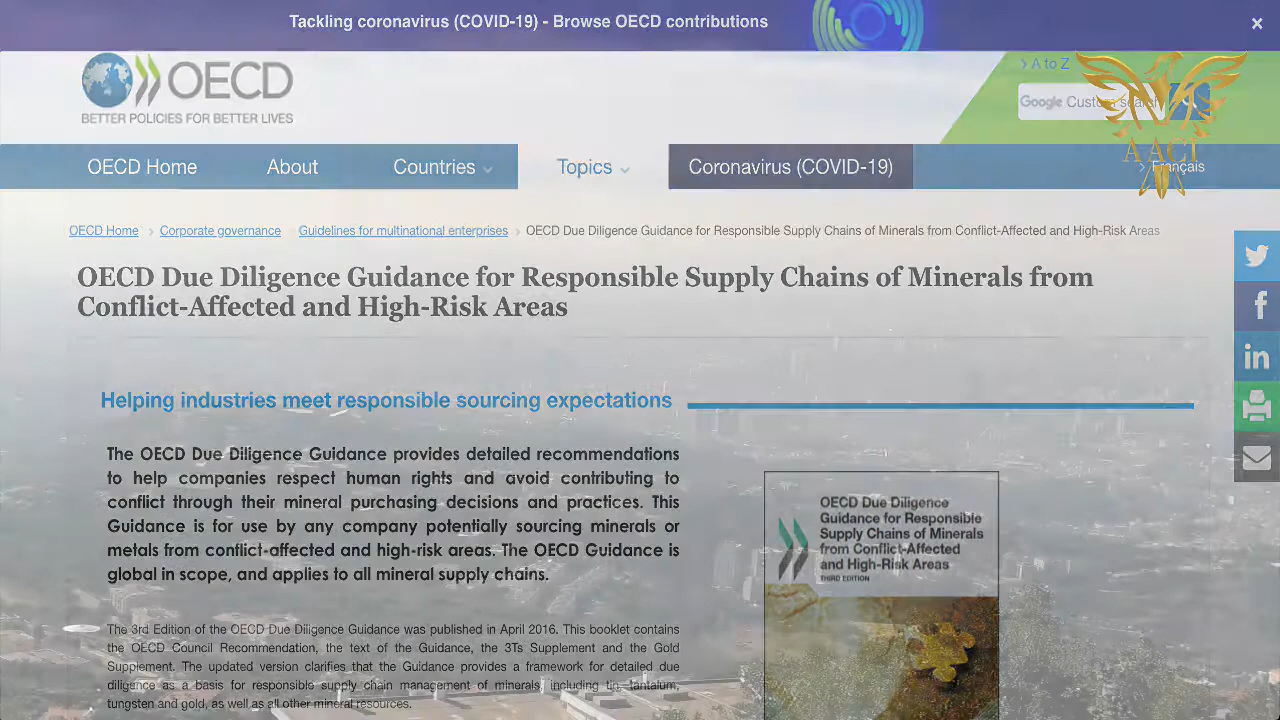 Tackling coronavirus (COVID-19) - Browse OECD contributions ×
OECD
BETTER POLICIES FOR BETTER LIVES
A to Z
Google Custom search
OECD Home About Countries Topics Coronavirus (COVID-19) Français
AACI
OECD Home Corporate governance Guidelines for multinational enterprises OECD Due Diligence Guidance for Responsible Supply Chains of Minerals from Conflict-Affected and High-Risk Areas
OECD Due Diligence Guidance for Responsible Supply Chains of Minerals from
Conflict-Affected and High-Risk Areas
Helping industries meet responsible sourcing expectations
The OECD Due Diligence Guidance provides detailed recommendations
to help companies respect human rights and avoid contributing to
conflict through their mineral purchasing decisions and practices. This
Guidance is for use by any company potentially sourcing minerals or
metals from conflict-affected and high-risk areas. The OECD Guidance is
global in scope, and applies to all mineral supply chains.
The 3rd Edition of the OECD Due Diligence Guidance was published in April 2016. This booklet contains
the OECD Council Recommendation, the text of the Guidance, the 3Ts Supplement and the Gold
Supplement. The updated version clarifies that the Guidance provides a framework for detailed due
diligence as a basis for responsible supply chain management of minerals, including tin, tantalum,
tungsten and gold, as well as all other mineral resources.
OECD Due Diligence
Guidance for Responsible
Supply Chains of Minerals
from Conflict-Affected
and High-Risk Areas
THIRD EDITION